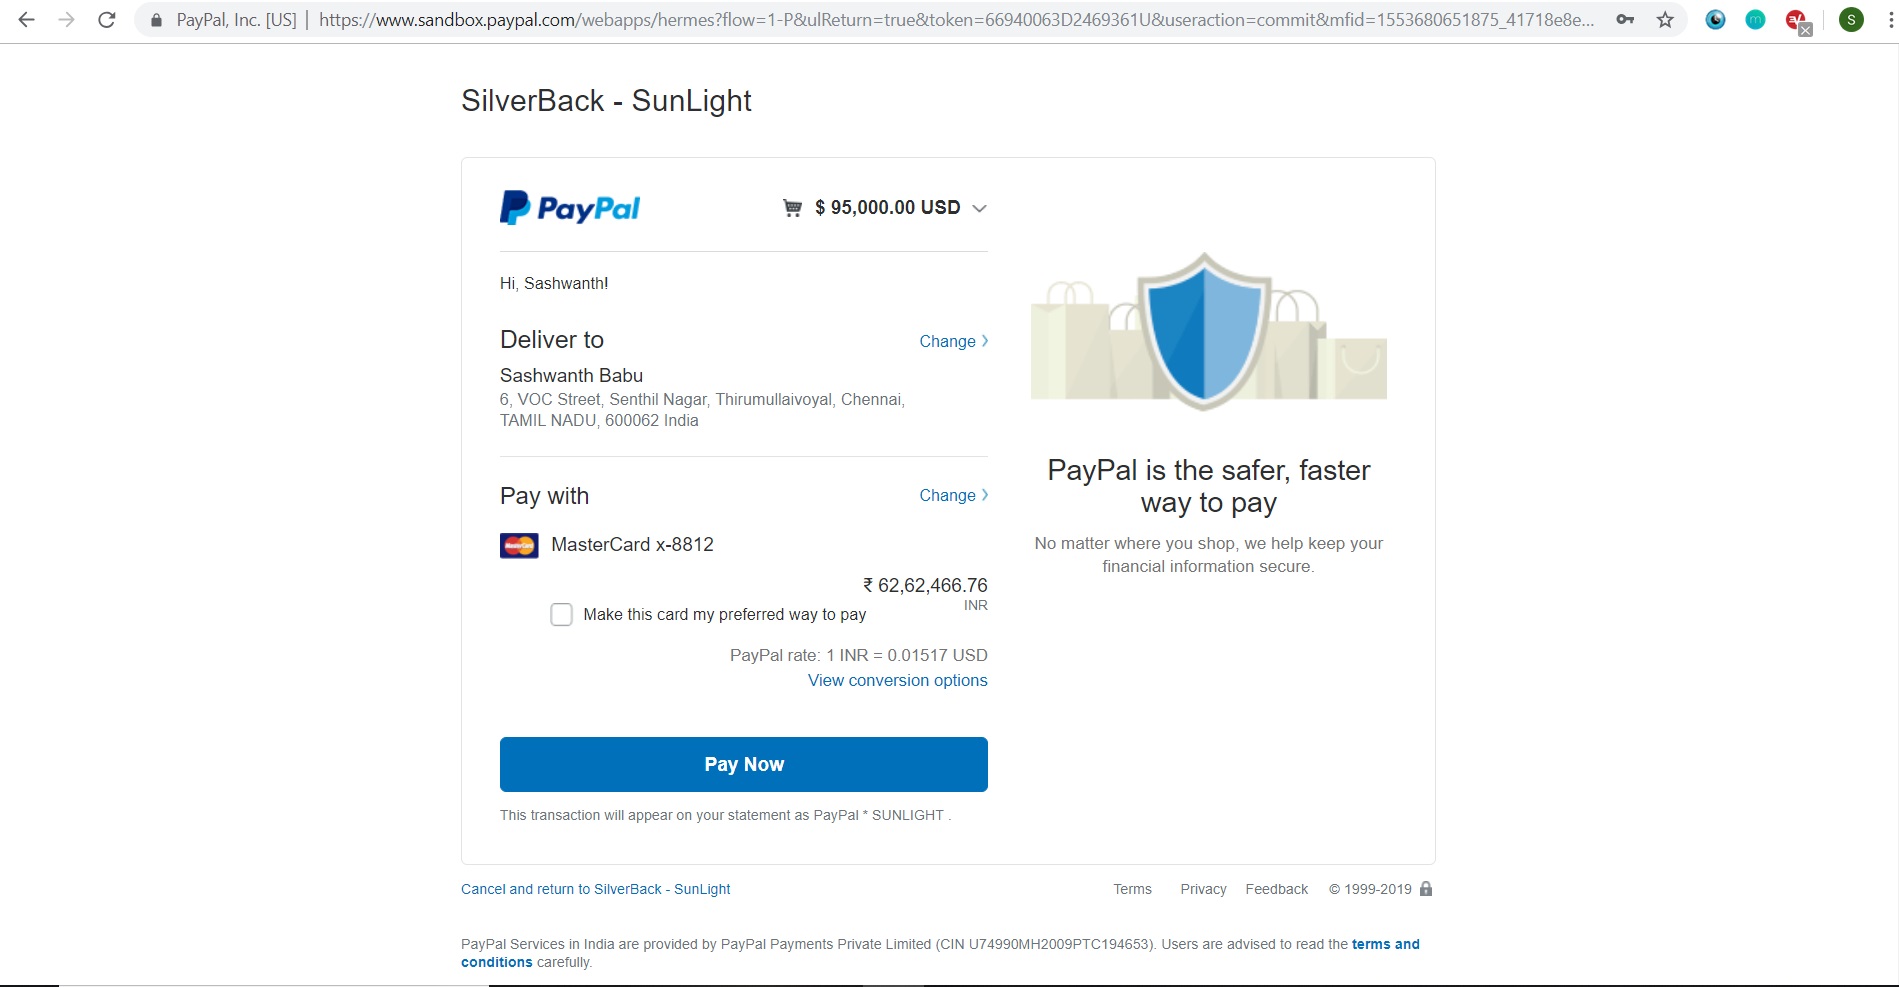 PayPal, Inc. [US] | https://www.sandbox.paypal.com/webapps/hermes?flow=1-P&ulReturn=true&token=66940063D2469361U&useraction=commit&mfid=1553680651875_41718e8e...
S
SilverBack - SunLight
PayPal
$ 95,000.00 USD
Hi, Sashwanth!
Deliver to
Change
Sashwanth Babu
6, VOC Street, Senthil Nagar, Thirumullaivoyal, Chennai,
TAMIL NADU, 600062 India
Pay with
Change
MasterCard
MasterCard x-8812
₹ 62,62,466.76
INR
Make this card my preferred way to pay
PayPal rate: 1 INR = 0.01517 USD
View conversion options
Pay Now
This transaction will appear on your statement as PayPal * SUNLIGHT .
PayPal is the safer, faster
way to pay
No matter where you shop, we help keep your
financial information secure.
Cancel and return to SilverBack - SunLight
Terms Privacy Feedback © 1999-2019
PayPal Services in India are provided by PayPal Payments Private Limited (CIN U74990MH2009PTC194653). Users are advised to read the terms and
conditions carefully.